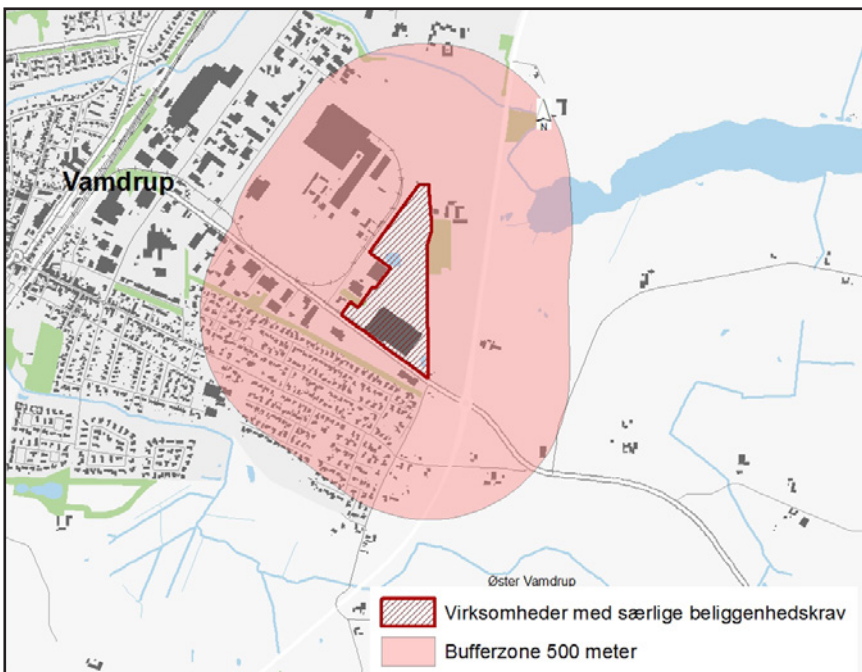 N
Vamdrup
Øster Vamdrup
Virksomheder med særlige beliggenhedskrav
Bufferzone 500 meter